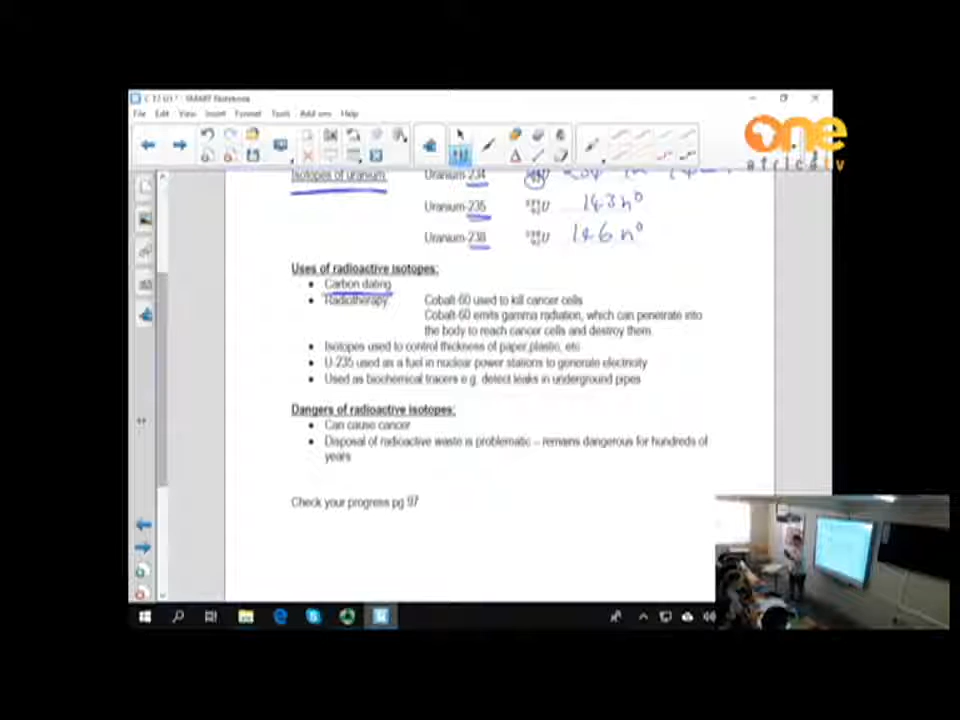 SMART Notebook
File Edit View Insert Format Tools Add-ons Help
one
africa tv
Isotopes of uranium
Uranium-234
Uranium-235 U 143 n⁰
Uranium-238 U 146 n⁰
Uses of radioactive isotopes:
• Carbon dating
• Radiotherapy Cobalt-60 used to kill cancer cells
Cobalt-60 emits gamma radiation, which can penetrate into
the body to reach cancer cells and destroy them.
• Isotopes used to control thickness of paper,plastic, etc
• U-235 used as a fuel in nuclear power stations to generate electricity
• Used as biochemical tracers e.g. detect leaks in underground pipes
Dangers of radioactive isotopes:
• Can cause cancer
• Disposal of radioactive waste is problematic – remains dangerous for hundreds of
years
Check your progress pg 97